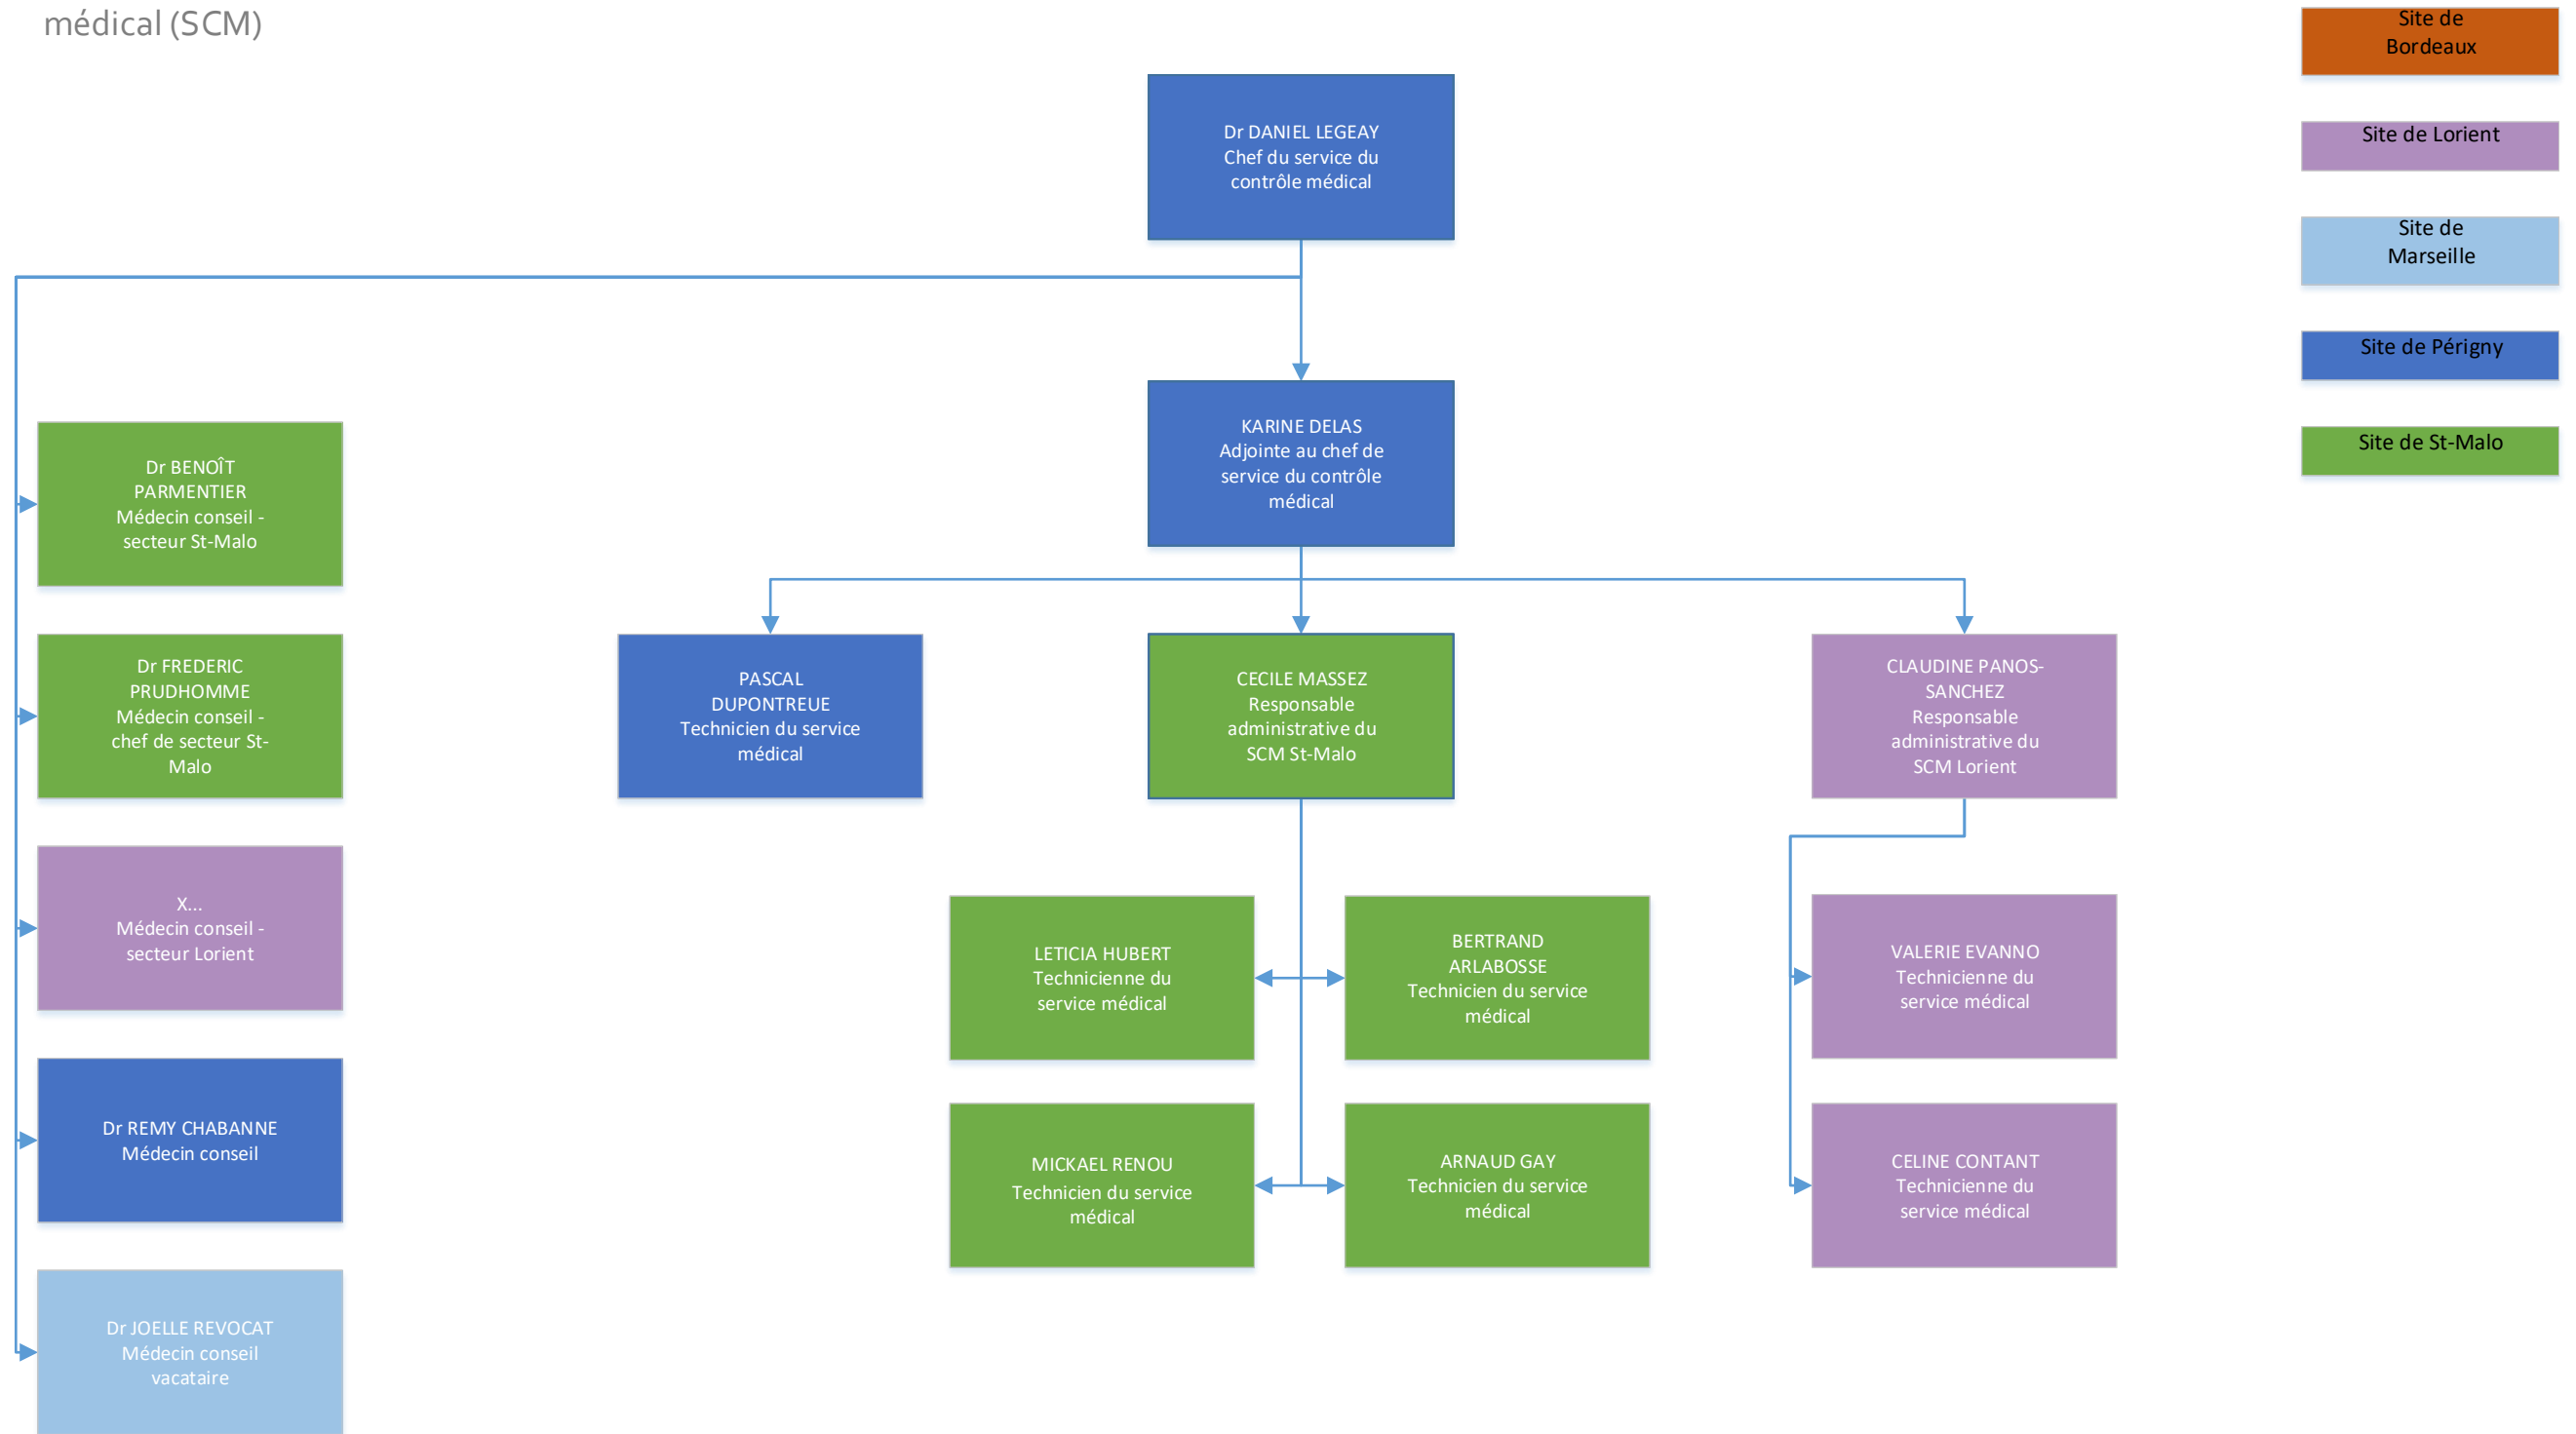 médical (SCM)
Site de
Bordeaux
Site de Lorient
Site de
Marseille
Site de Périgny
Site de St-Malo
Dr DANIEL LEGEAY
Chef du service du
contrôle médical
KARINE DELAS
Adjointe au chef de
service du contrôle
médical
Dr BENOÎT
PARMENTIER
Médecin conseil -
secteur St-Malo
Dr FREDERIC
PRUDHOMME
Médecin conseil -
chef de secteur St-
Malo
X...
Médecin conseil -
secteur Lorient
Dr REMY CHABANNE
Médecin conseil
Dr JOELLE REVOCAT
Médecin conseil
vacataire
PASCAL
DUPONTREUE
Technicien du service
médical
CECILE MASSEZ
Responsable
administrative du
SCM St-Malo
CLAUDINE PANOS-
SANCHEZ
Responsable
administrative du
SCM Lorient
LETICIA HUBERT
Technicienne du
service médical
BERTRAND
ARLABOSSE
Technicien du service
médical
VALERIE EVANNO
Technicienne du
service médical
MICKAEL RENOU
Technicien du service
médical
ARNAUD GAY
Technicien du service
médical
CELINE CONTANT
Technicienne du
service médical